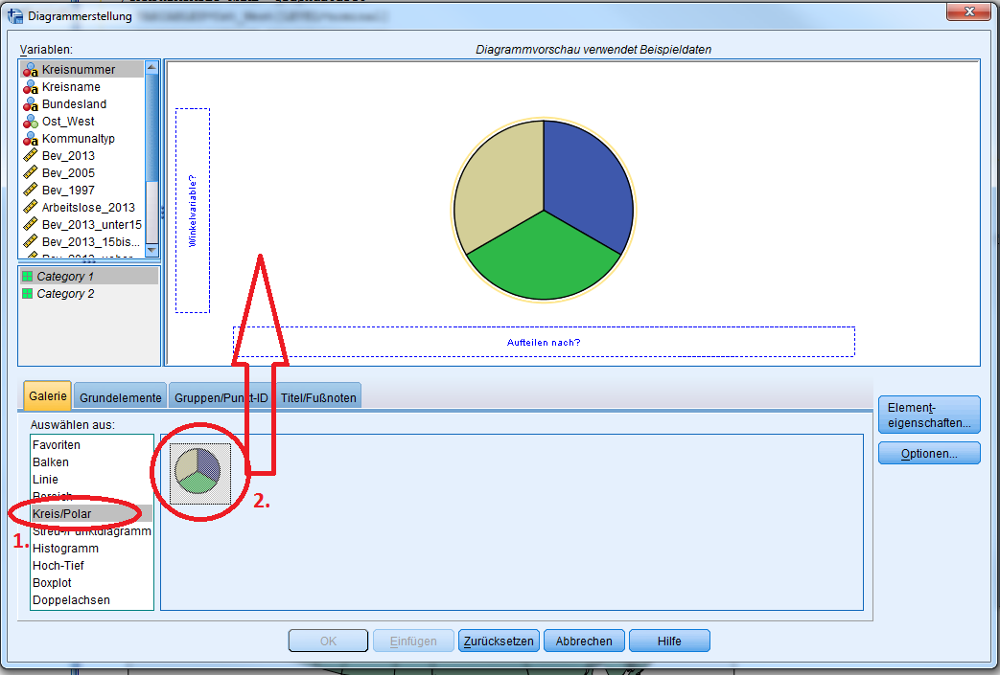 Diagrammerstellung
Variablen:
Diagrammvorschau verwendet Beispieldaten
Kreisnummer
Kreisname
Bundesland
Ost_West
Kommunaltyp
Bev_2013
Bev_2005
Bev_1997
Arbeitslose_2013
Bev_2013_unter15
Bev_2013_15bis...
Category 1
Category 2
Winkelvariable?
Aufteilen nach?
Galerie
Grundelemente
Gruppen/Punkt-ID
Titel/Fußnoten
Auswählen aus:
Favoriten
Balken
Linie
Bereich
Kreis/Polar
Streu-/Punktdiagramm
Histogramm
Hoch-Tief
Boxplot
Doppelachsen
1.
2.
Element-
eigenschaften...
Optionen...
OK
Einfügen
Zurücksetzen
Abbrechen
Hilfe